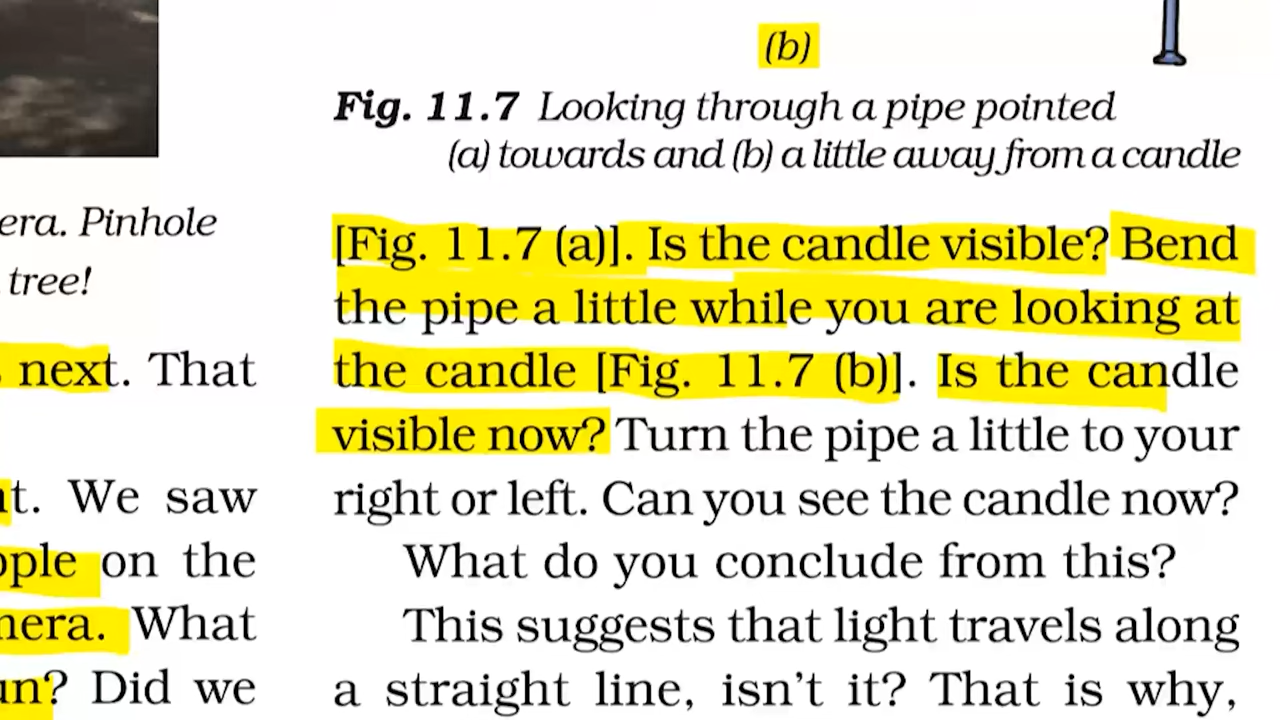 (b)
Fig. 11.7 Looking through a pipe pointed
(a) towards and (b) a little away from a candle
era. Pinhole
tree!
next. That
t. We saw
ople on the
mera. What
un? Did we
[Fig. 11.7 (a)]. Is the candle visible? Bend
the pipe a little while you are looking at
the candle [Fig. 11.7 (b)]. Is the candle
visible now? Turn the pipe a little to your
right or left. Can you see the candle now?
What do you conclude from this?
This suggests that light travels along
a straight line, isn't it? That is why,